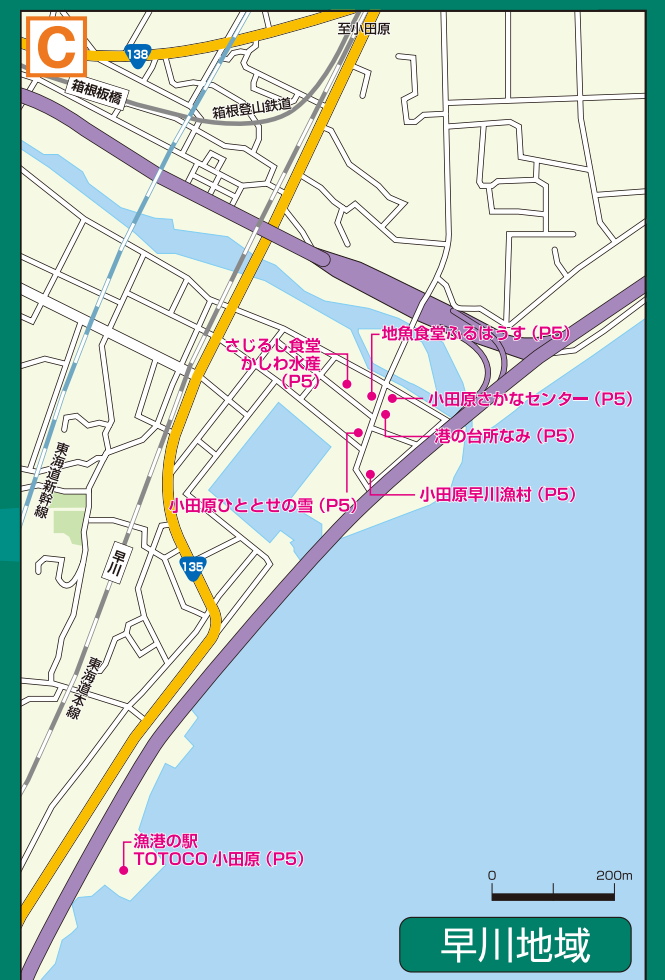 C
138
至小田原
箱根板橋
箱根登山鉄道
地魚食堂ふるはうす（P5）
さじるし食堂
かしわ水産
（P5）
小田原さかなセンター（P5）
港の台所なみ（P5）
小田原早川漁村（P5）
小田原ひととせの雪（P5）
東海道新幹線
早川
135
東海道本線
漁港の駅
TOTOCO 小田原（P5）
0 200m
早川地域